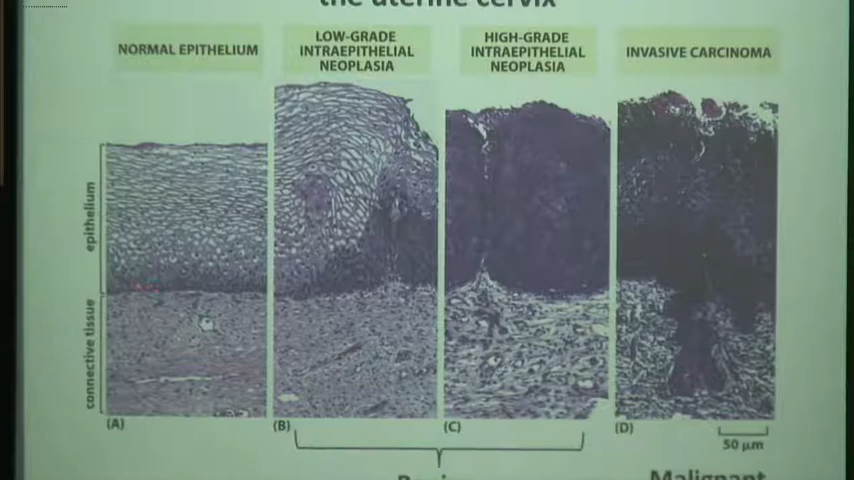 the uterine cervix
NORMAL EPITHELIUM
LOW-GRADE
INTRAEPITHELIAL
NEOPLASIA
HIGH-GRADE
INTRAEPITHELIAL
NEOPLASIA
INVASIVE CARCINOMA
epithelium
connective tissue
(A)
(B)
(C)
(D)
50 µm
Malignant